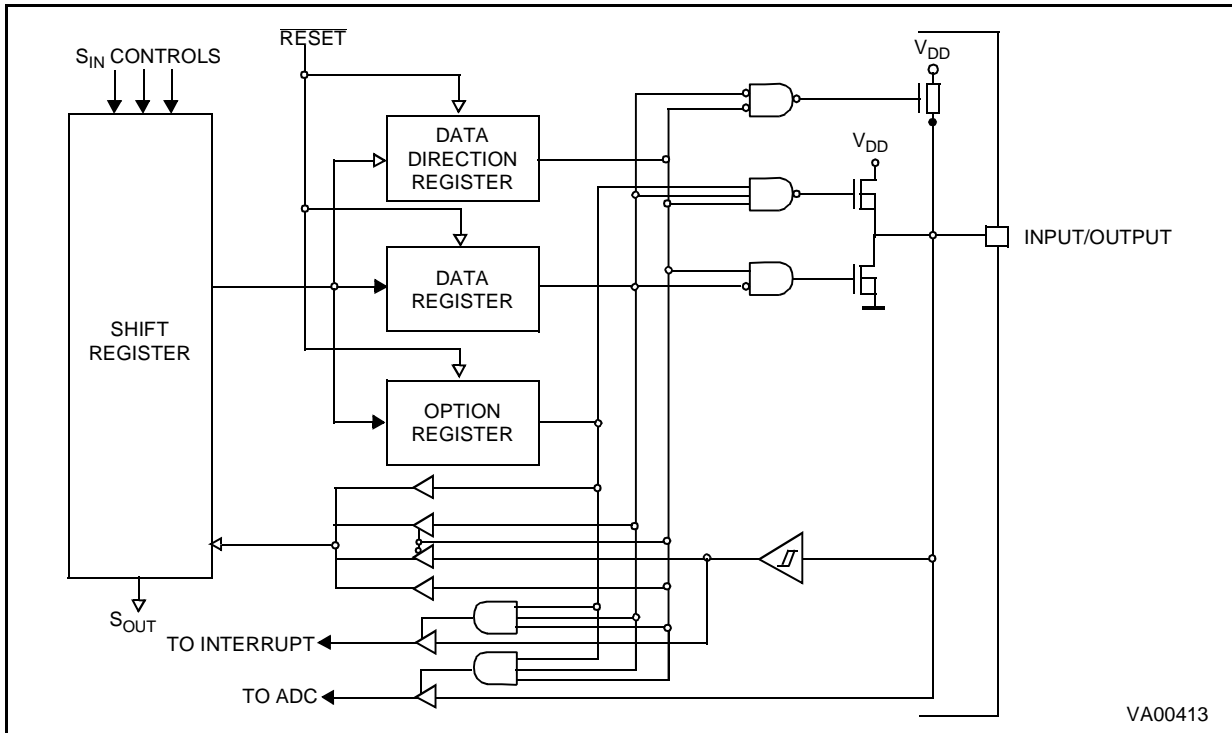 S_IN CONTROLS
RESET
V_DD
DATA
DIRECTION
REGISTER
V_DD
INPUT/OUTPUT
DATA
REGISTER
SHIFT
REGISTER
OPTION
REGISTER
S_OUT
TO INTERRUPT
TO ADC
VA00413